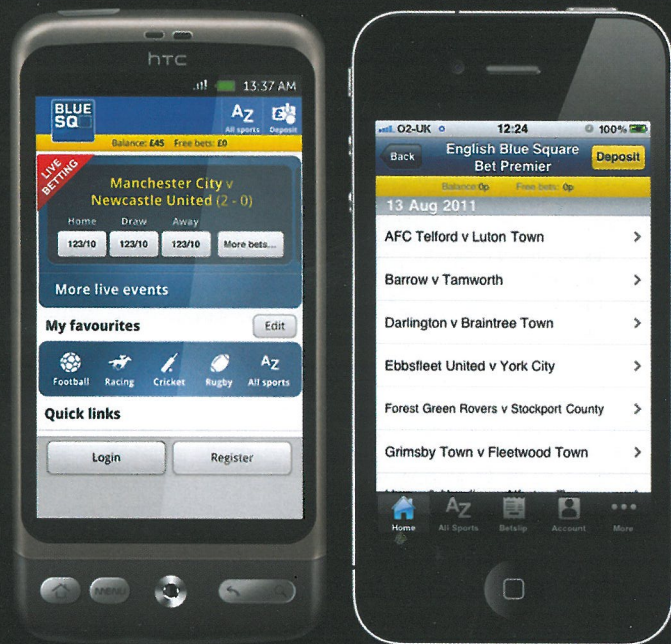 hTC
13:37 AM
BLUE
SQ
AZ
All sports
Deposit
Balance: £45 Free bets: £0
LIVE
BETTING
Manchester City v
Newcastle United (2 - 0)
Home Draw Away
123/10 123/10 123/10 More bets...
More live events
My favourites Edit
Football Racing Cricket Rugby All sports
AZ
Quick links
Login Register
MENU
O2-UK 12:24 100%
Back
English Blue Square
Bet Premier
Deposit
Balance: 0p Free bets: 0p
13 Aug 2011
AFC Telford v Luton Town
Barrow v Tamworth
Darlington v Braintree Town
Ebbsfleet United v York City
Forest Green Rovers v Stockport County
Grimsby Town v Fleetwood Town
AZ
Home All Sports Betslip Account More